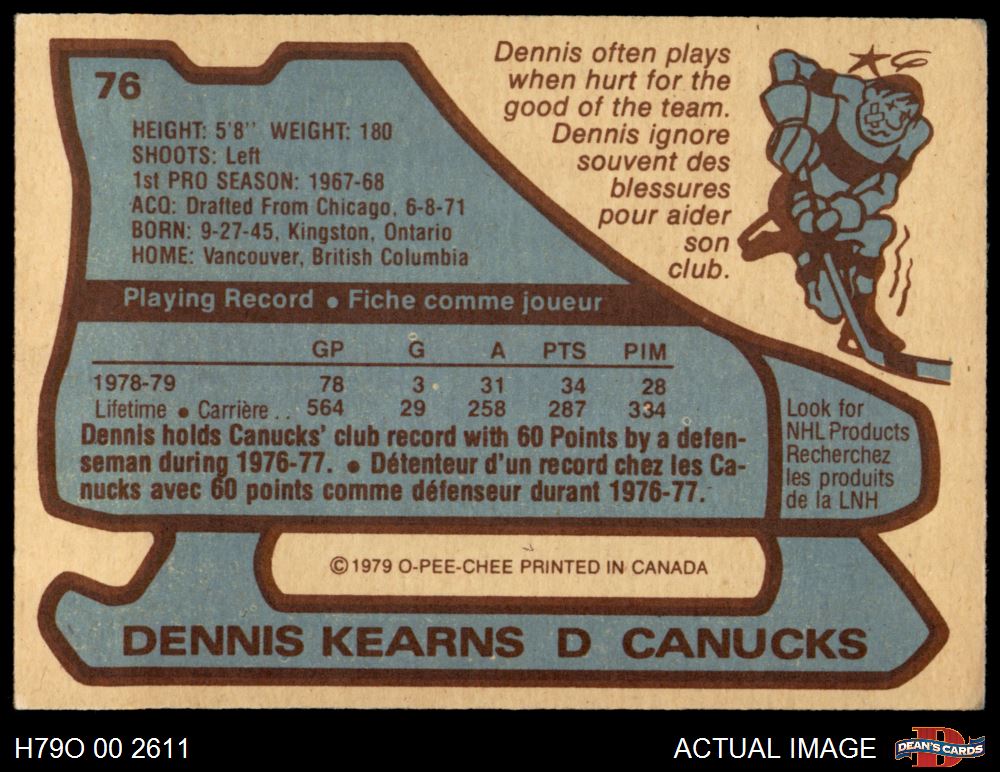 76
HEIGHT: 5'8'' WEIGHT: 180
SHOOTS: Left
1st PRO SEASON: 1967-68
ACQ: Drafted From Chicago, 6-8-71
BORN: 9-27-45, Kingston, Ontario
HOME: Vancouver, British Columbia
Dennis often plays
when hurt for the
good of the team.
Dennis ignore
souvent des
blessures
pour aider
son
club.
Playing Record • Fiche comme joueur
GP G A PTS PIM
1978-79 78 3 31 34 28
Lifetime • Carrière . . 564 29 258 287 334
Dennis holds Canucks' club record with 60 Points by a defen-
seman during 1976-77. • Détenteur d'un record chez les Ca-
nucks avec 60 points comme défenseur durant 1976-77.
Look for
NHL Products
Recherchez
les produits
de la LNH
©1979 O-PEE-CHEE PRINTED IN CANADA
DENNIS KEARNS D CANUCKS
H79O 00 2611
ACTUAL IMAGE
DEAN'S CARDS